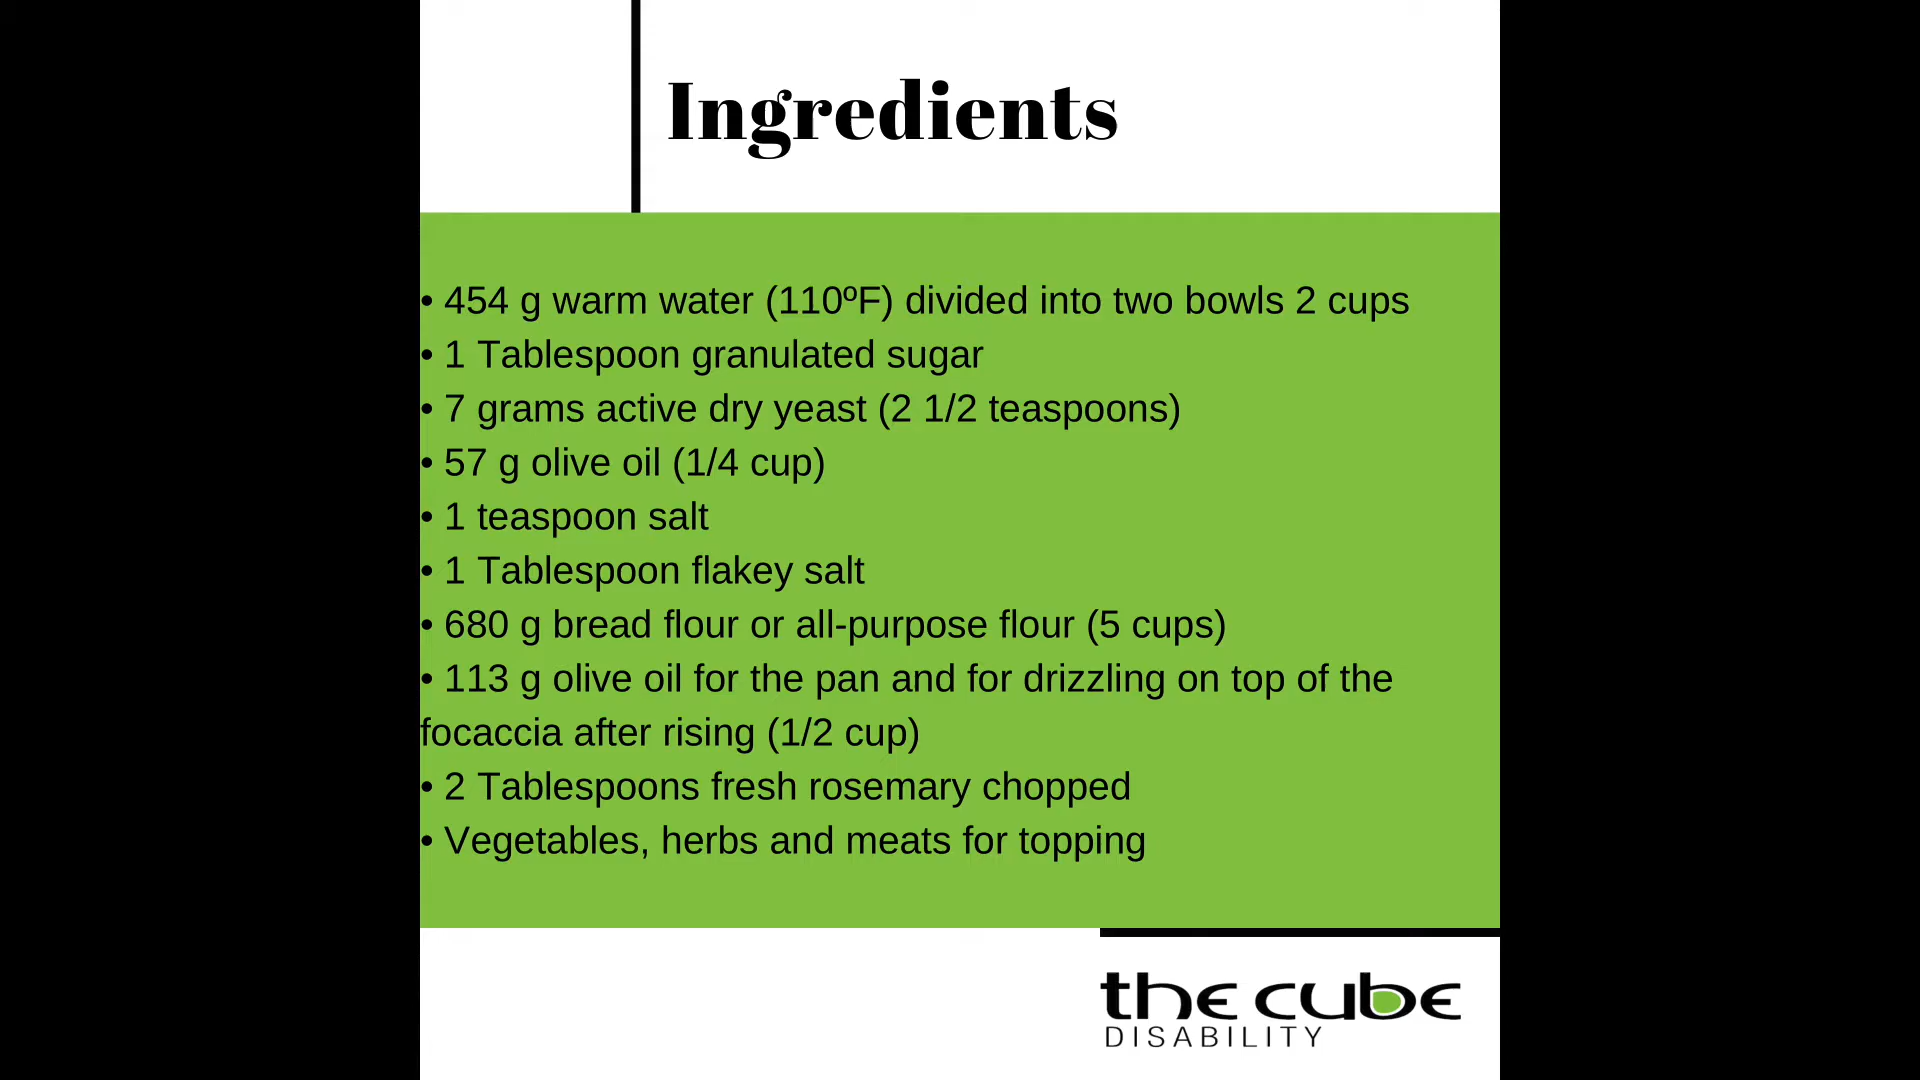 Ingredients
• 454 g warm water (110ºF) divided into two bowls 2 cups
• 1 Tablespoon granulated sugar
• 7 grams active dry yeast (2 1/2 teaspoons)
• 57 g olive oil (1/4 cup)
• 1 teaspoon salt
• 1 Tablespoon flakey salt
• 680 g bread flour or all-purpose flour (5 cups)
• 113 g olive oil for the pan and for drizzling on top of the
focaccia after rising (1/2 cup)
• 2 Tablespoons fresh rosemary chopped
• Vegetables, herbs and meats for topping
the cube
DISABILITY